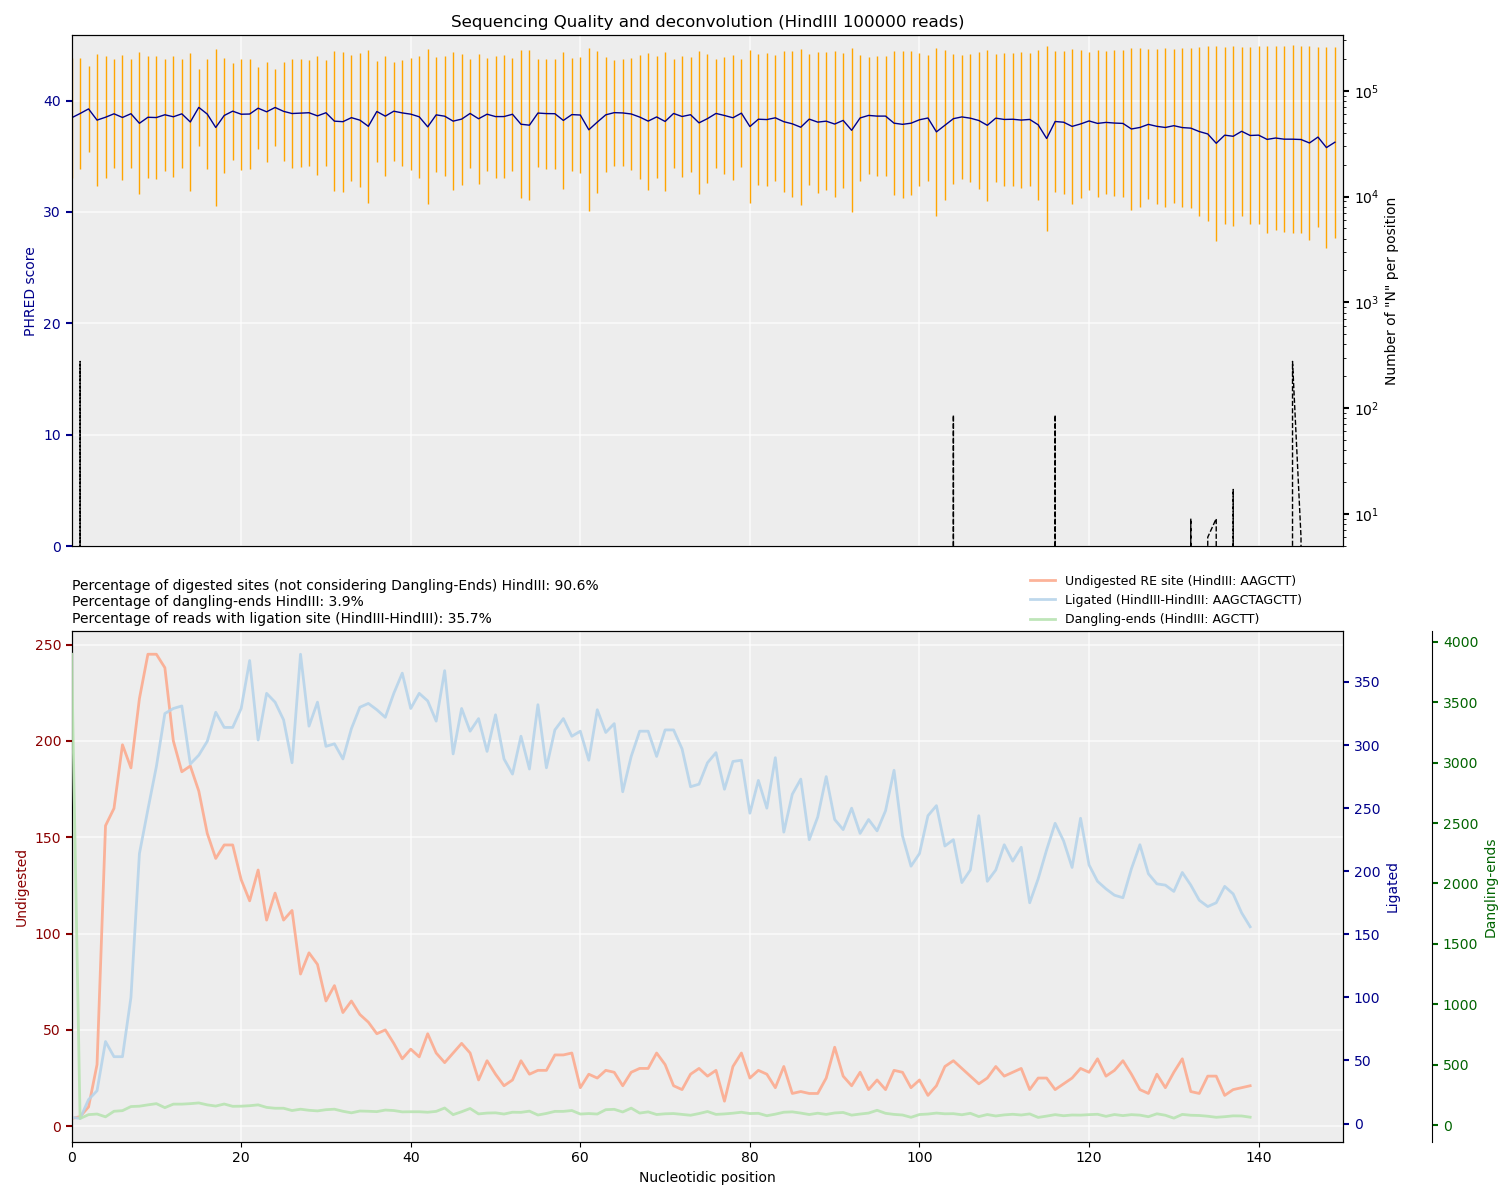 Sequencing Quality and deconvolution (HindIII 100000 reads)
40
30
20
10
0
PHRED score
10^5
10^4
10^3
10^2
10^1
Number of "N" per position
Percentage of digested sites (not considering Dangling-Ends) HindIII: 90.6%
Percentage of dangling-ends HindIII: 3.9%
Percentage of reads with ligation site (HindIII-HindIII): 35.7%
Undigested RE site (HindIII: AAGCTT)
Ligated (HindIII-HindIII: AAGCTAGCTT)
Dangling-ends (HindIII: AGCTT)
250
200
150
100
50
0
Undigested
350
300
250
200
150
100
50
0
Ligated
4000
3500
3000
2500
2000
1500
1000
500
0
Dangling-ends
0 20 40 60 80 100 120 140
Nucleotidic position